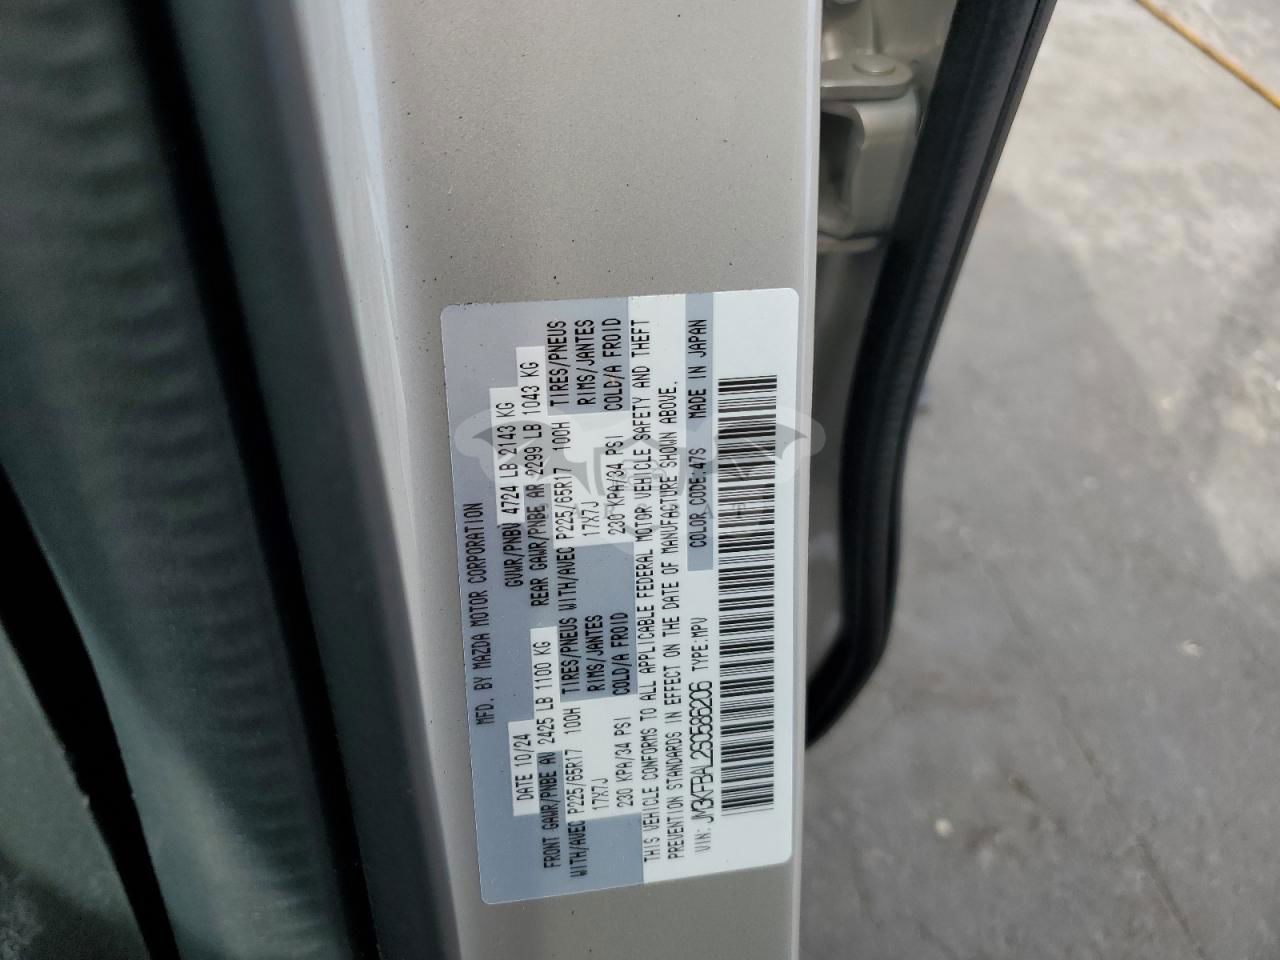 MFD. BY MAZDA MOTOR CORPORATION
DATE 10/24 GVWR/PNBV 4724 LB 2143 KG
FRONT GAWR/PNBE AV 2425 LB 1100 KG REAR GAWR/PNBE AR 2299 LB 1043 KG
WITH/AVEC P225/65R17 100H TIRES/PNEUS WITH/AVEC P225/65R17 100H TIRES/PNEUS
17X7J RIMS/JANTES 17X7J RIMS/JANTES
230 KPA/34 PSI COLD/A FROID 230 KPA/34 PSI COLD/A FROID
THIS VEHICLE CONFORMS TO ALL APPLICABLE FEDERAL MOTOR VEHICLE SAFETY AND THEFT
PREVENTION STANDARDS IN EFFECT ON THE DATE OF MANUFACTURE SHOWN ABOVE.
VIN: JM3KFBAL2S0585206 TYPE:MPV COLOR CODE:47S MADE IN JAPAN